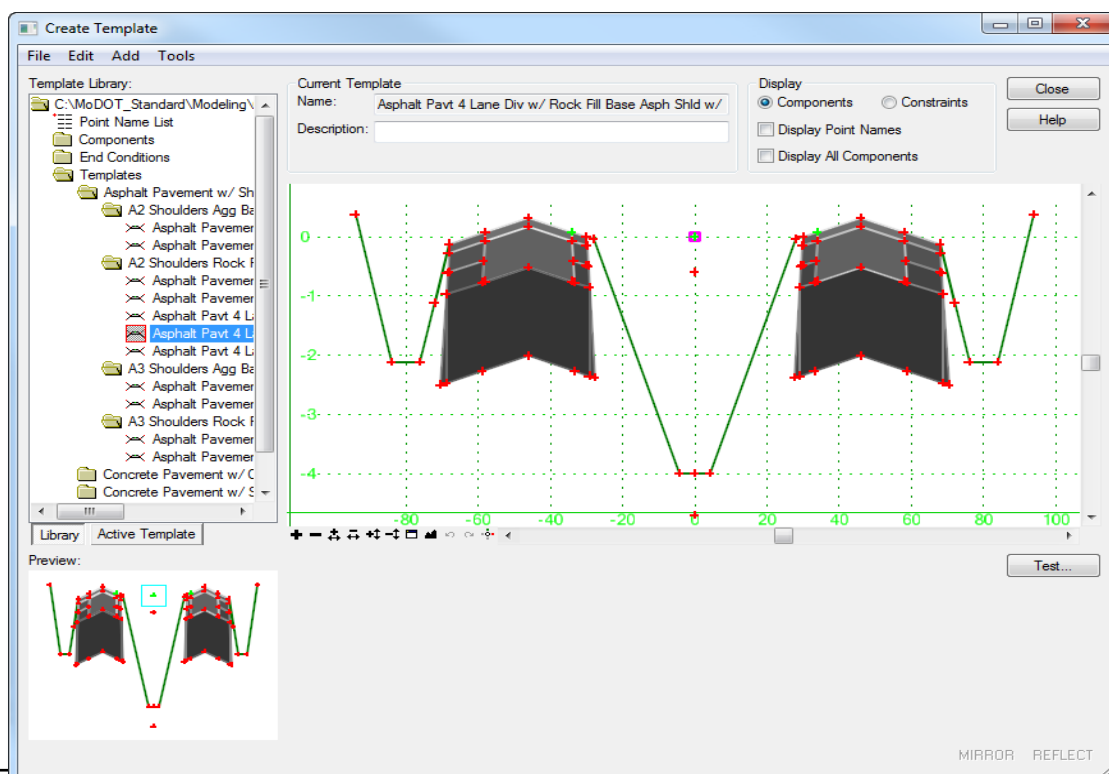 Create Template
File Edit Add Tools
Template Library:
C:\MoDOT_Standard\Modeling\
Point Name List
Components
End Conditions
Templates
Asphalt Pavement w/ Sh
A2 Shoulders Agg Ba
Asphalt Pavemer
Asphalt Pavemer
A2 Shoulders Rock F
Asphalt Pavemer
Asphalt Pavemer
Asphalt Pavt 4 La
Asphalt Pavt 4 La
Asphalt Pavt 4 La
A3 Shoulders Agg Ba
Asphalt Pavemer
Asphalt Pavemer
A3 Shoulders Rock F
Asphalt Pavemer
Asphalt Pavemer
Concrete Pavement w/ C
Concrete Pavement w/ S
Library Active Template
Preview:
Current Template
Name: Asphalt Pavt 4 Lane Div w/ Rock Fill Base Asph Shld w/
Description:
Display
Components Constraints
Display Point Names
Display All Components
Close
Help
0
-1
-2
-3
-4
-80 -60 -40 -20 0 20 40 60 80 100
Test...
MIRROR REFLECT